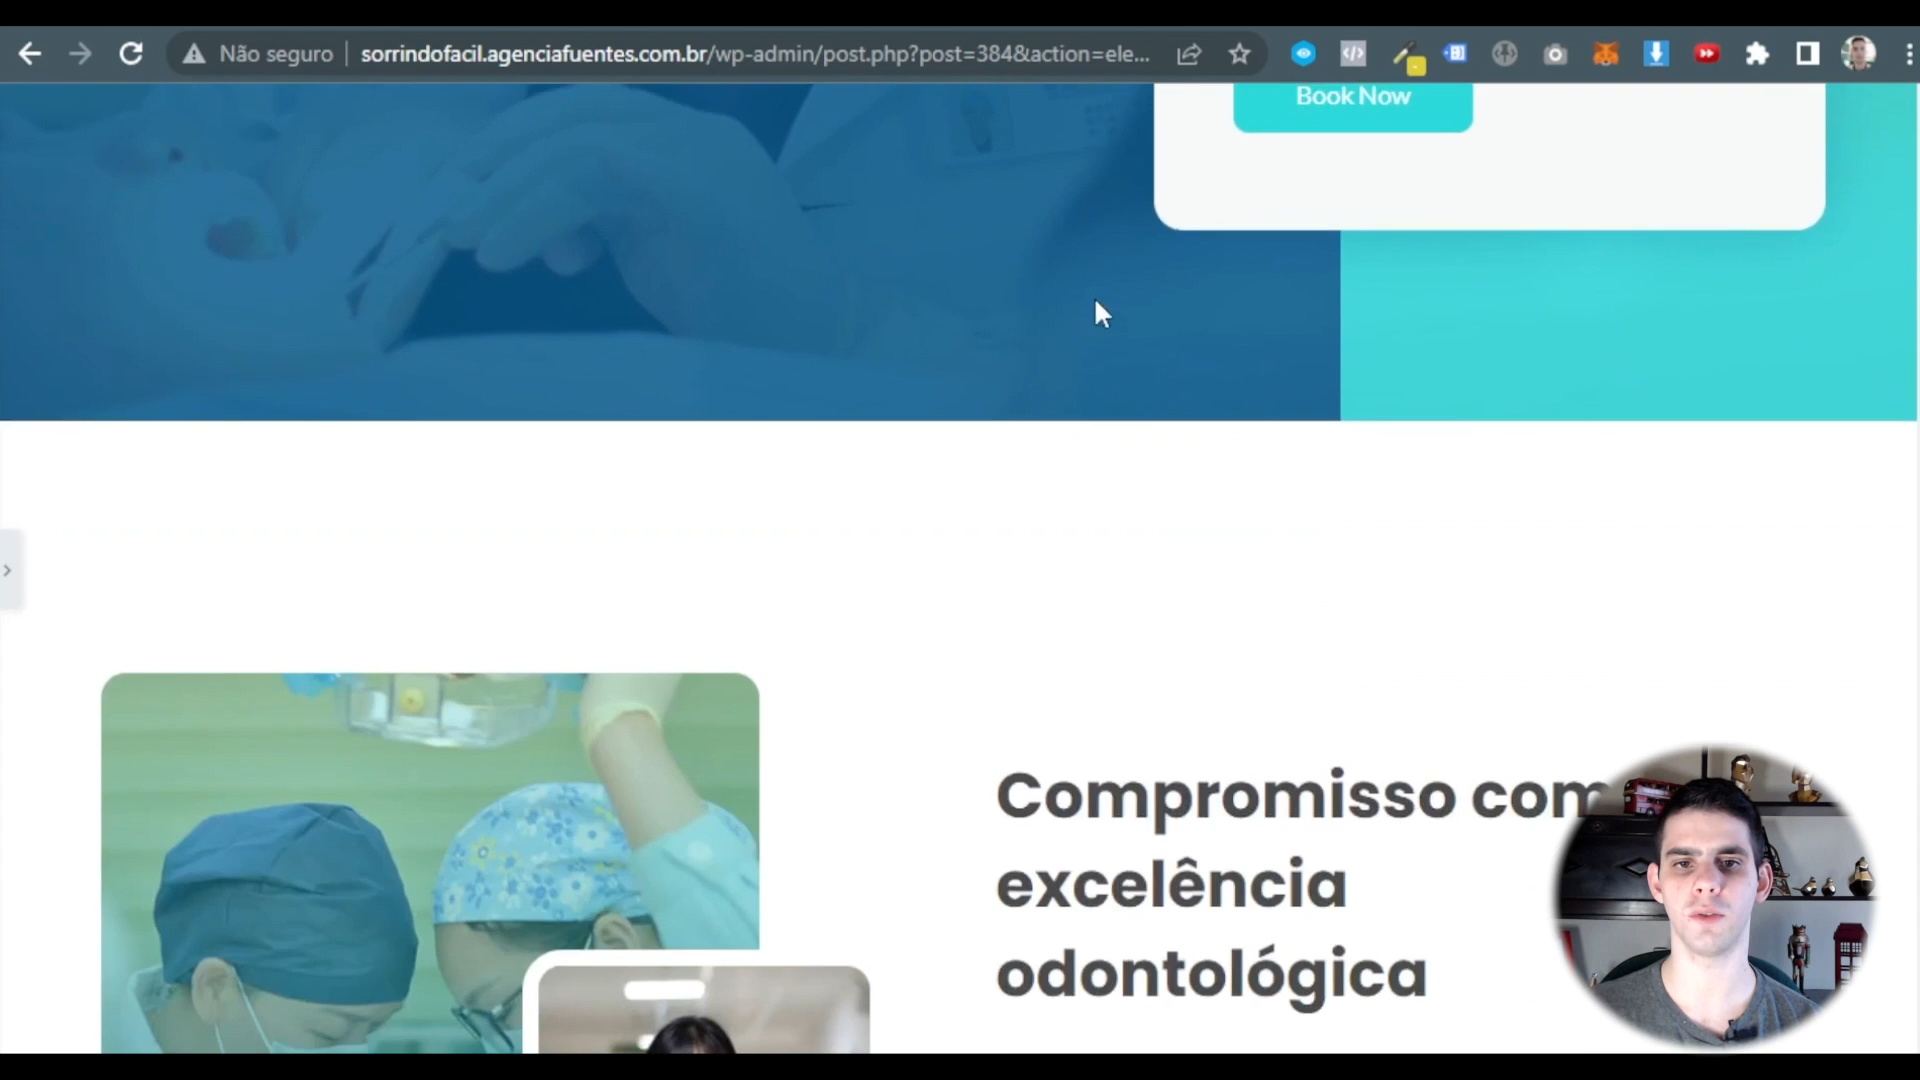 Não seguro
sorrindofacil.agenciafuentes.com.br/wp-admin/post.php?post=384&action=ele...
Book Now
Compromisso com
excelência
odontológica